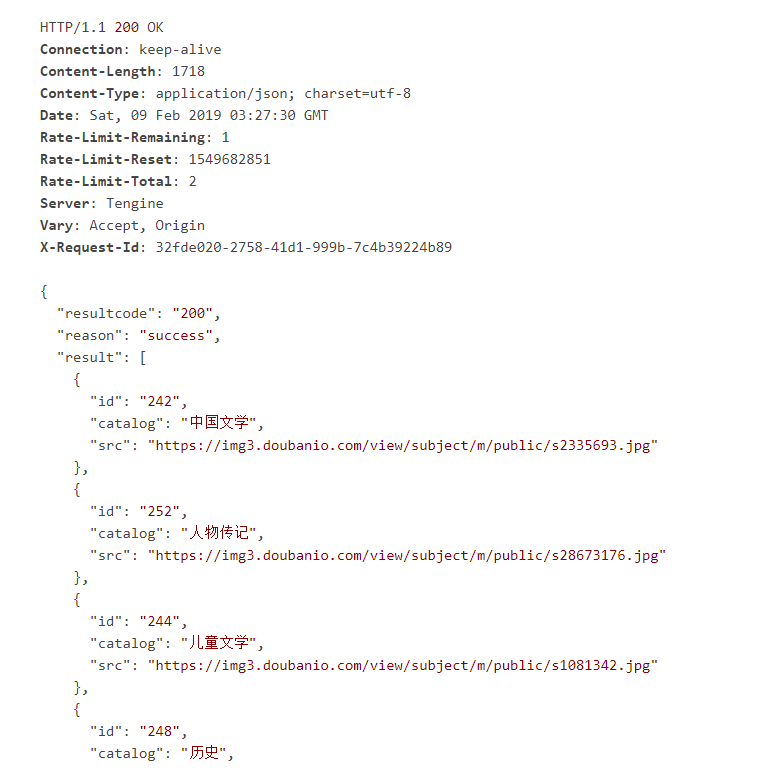 HTTP/1.1 200 OK
Connection: keep-alive
Content-Length: 1718
Content-Type: application/json; charset=utf-8
Date: Sat, 09 Feb 2019 03:27:30 GMT
Rate-Limit-Remaining: 1
Rate-Limit-Reset: 1549682851
Rate-Limit-Total: 2
Server: Tengine
Vary: Accept, Origin
X-Request-Id: 32fde020-2758-41d1-999b-7c4b39224b89

{
  "resultcode": "200",
  "reason": "success",
  "result": [
    {
      "id": "242",
      "catalog": "中国文学",
      "src": "https://img3.doubanio.com/view/subject/m/public/s2335693.jpg"
    },
    {
      "id": "252",
      "catalog": "人物传记",
      "src": "https://img3.doubanio.com/view/subject/m/public/s28673176.jpg"
    },
    {
      "id": "244",
      "catalog": "儿童文学",
      "src": "https://img3.doubanio.com/view/subject/m/public/s1081342.jpg"
    },
    {
      "id": "248",
      "catalog": "历史",